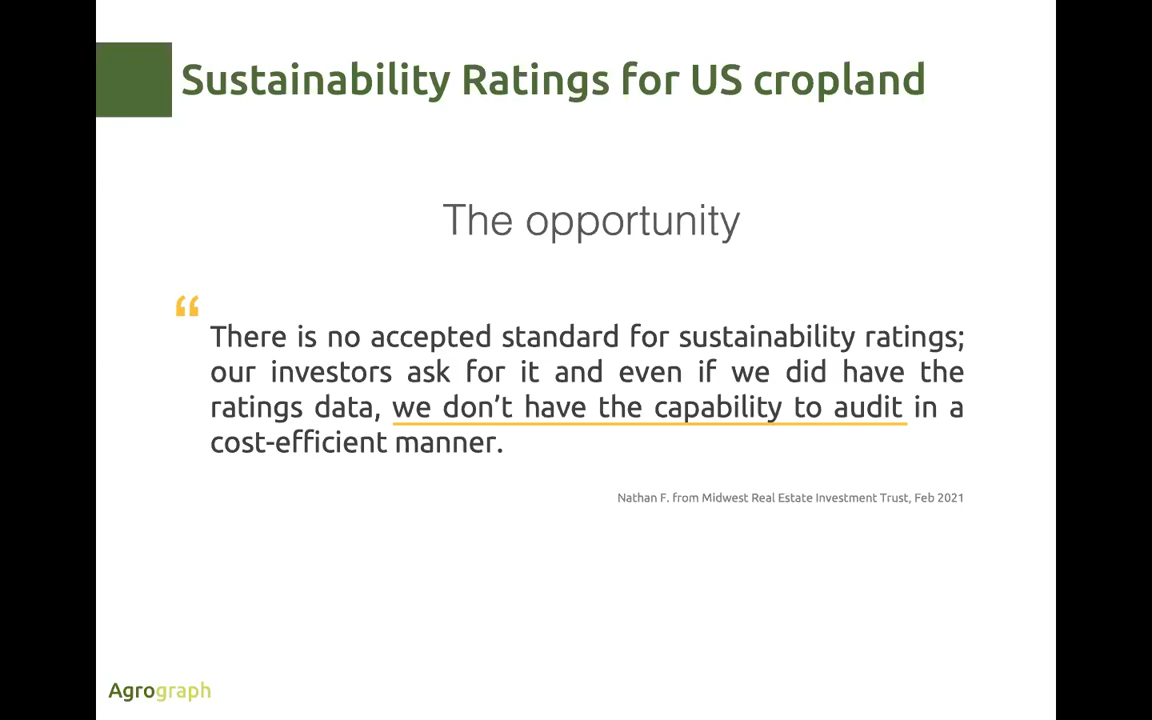 Sustainability Ratings for US cropland
The opportunity
“
There is no accepted standard for sustainability ratings;
our investors ask for it and even if we did have the
ratings data, we don’t have the capability to audit in a
cost-efficient manner.
Nathan F. from Midwest Real Estate Investment Trust, Feb 2021
Agrograph